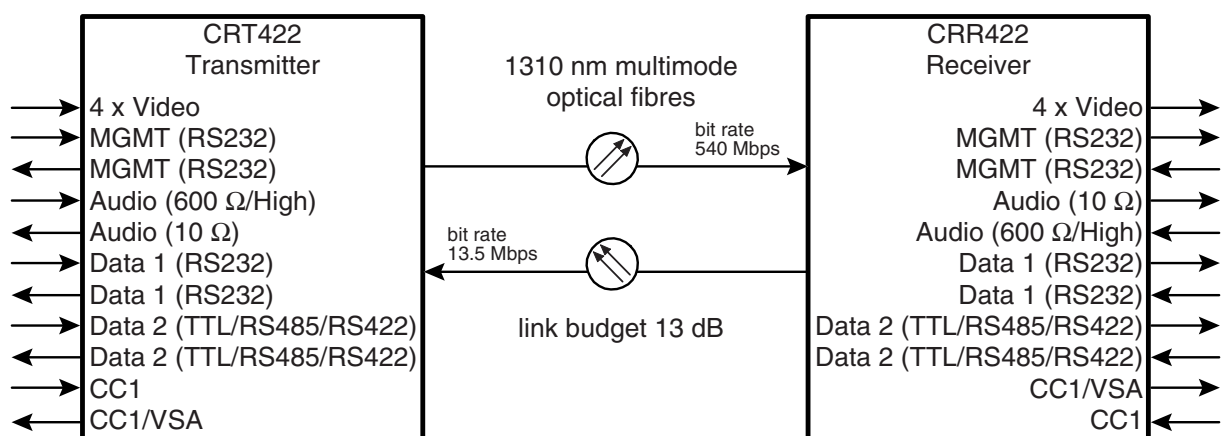 CRT422
Transmitter
4 x Video
MGMT (RS232)
MGMT (RS232)
Audio (600 Ω/High)
Audio (10 Ω)
Data 1 (RS232)
Data 1 (RS232)
Data 2 (TTL/RS485/RS422)
Data 2 (TTL/RS485/RS422)
CC1
CC1/VSA
1310 nm multimode
optical fibres
bit rate
540 Mbps
bit rate
13.5 Mbps
link budget 13 dB
CRR422
Receiver
4 x Video
MGMT (RS232)
MGMT (RS232)
Audio (10 Ω)
Audio (600 Ω/High)
Data 1 (RS232)
Data 1 (RS232)
Data 2 (TTL/RS485/RS422)
Data 2 (TTL/RS485/RS422)
CC1/VSA
CC1